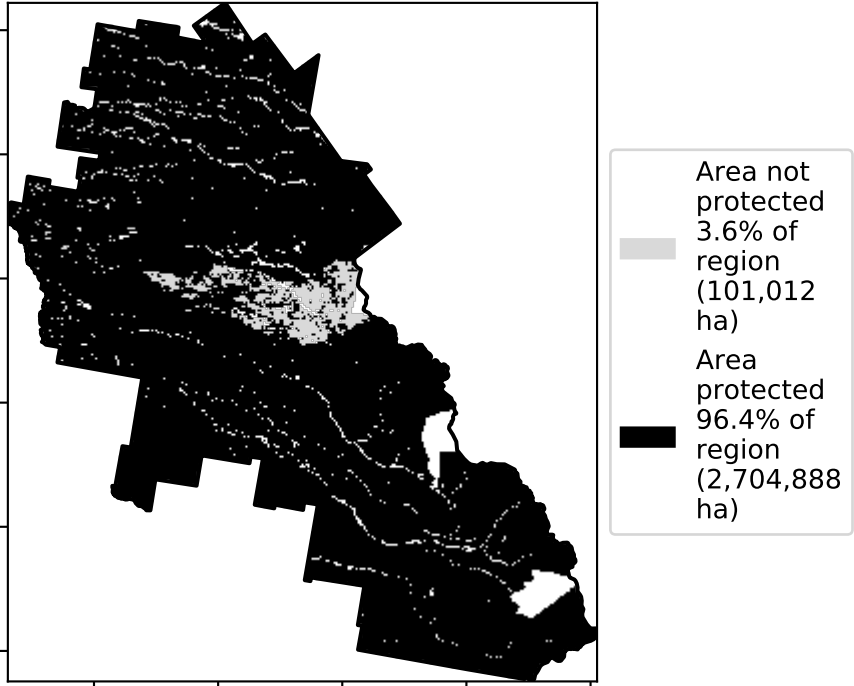 Area not
protected
3.6% of
region
(101,012
ha)
Area
protected
96.4% of
region
(2,704,888
ha)